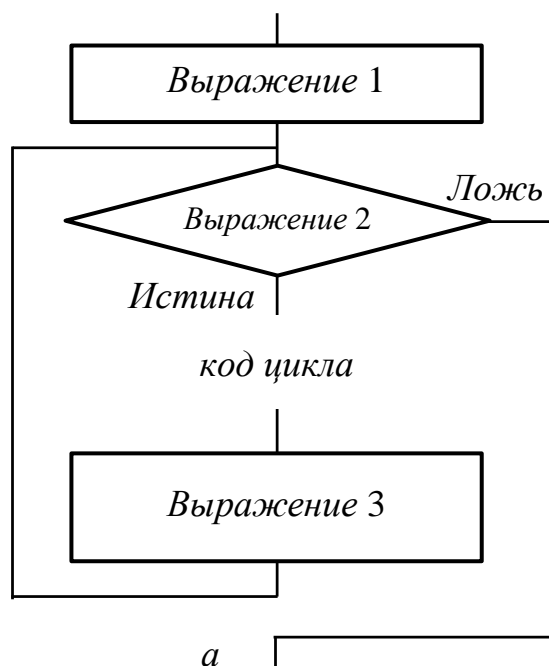 Выражение 1
Ложь
Выражение 2
Истина
код цикла
Выражение 3
а